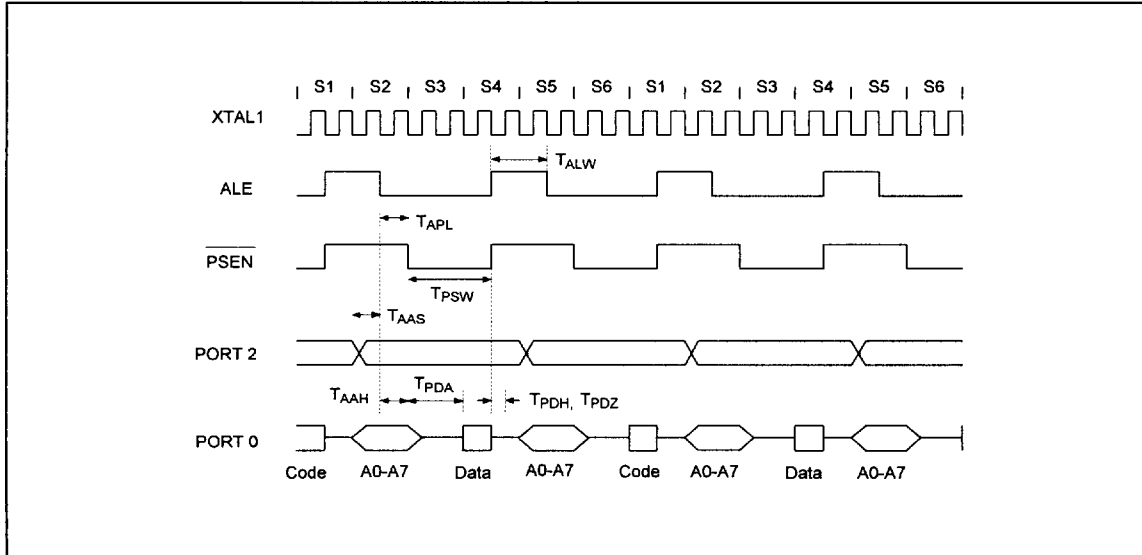 S1 S2 S3 S4 S5 S6 S1 S2 S3 S4 S5 S6
XTAL1
TALW
ALE
TAPL
PSEN
TPSW
TAAS
PORT 2
TAAH TPDA TPDH, TPDZ
PORT 0
Code A0-A7 Data A0-A7 Code A0-A7 Data A0-A7